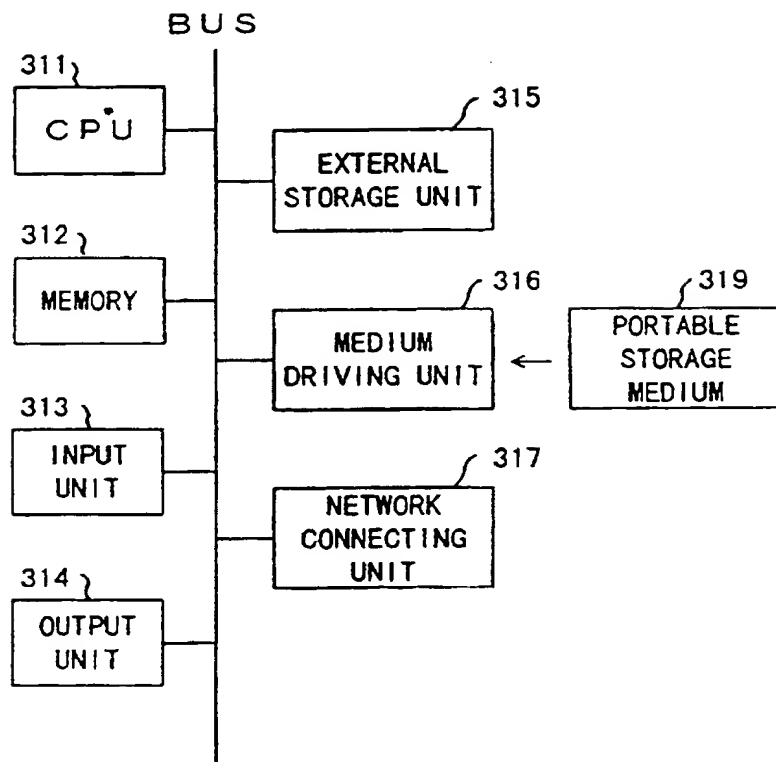 BUS
311
CPU
312
MEMORY
313
INPUT
UNIT
314
OUTPUT
UNIT
315
EXTERNAL
STORAGE UNIT
316
MEDIUM
DRIVING UNIT
317
NETWORK
CONNECTING
UNIT
319
PORTABLE
STORAGE
MEDIUM